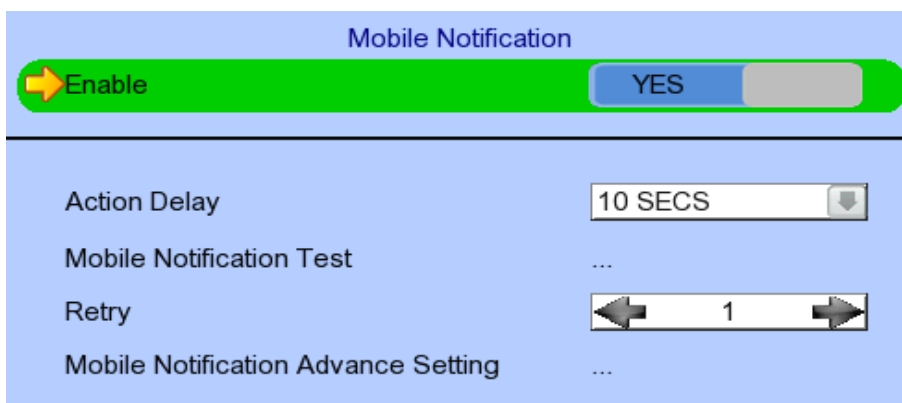 Mobile Notification
Enable YES
Action Delay 10 SECS
Mobile Notification Test ...
Retry 1
Mobile Notification Advance Setting ...